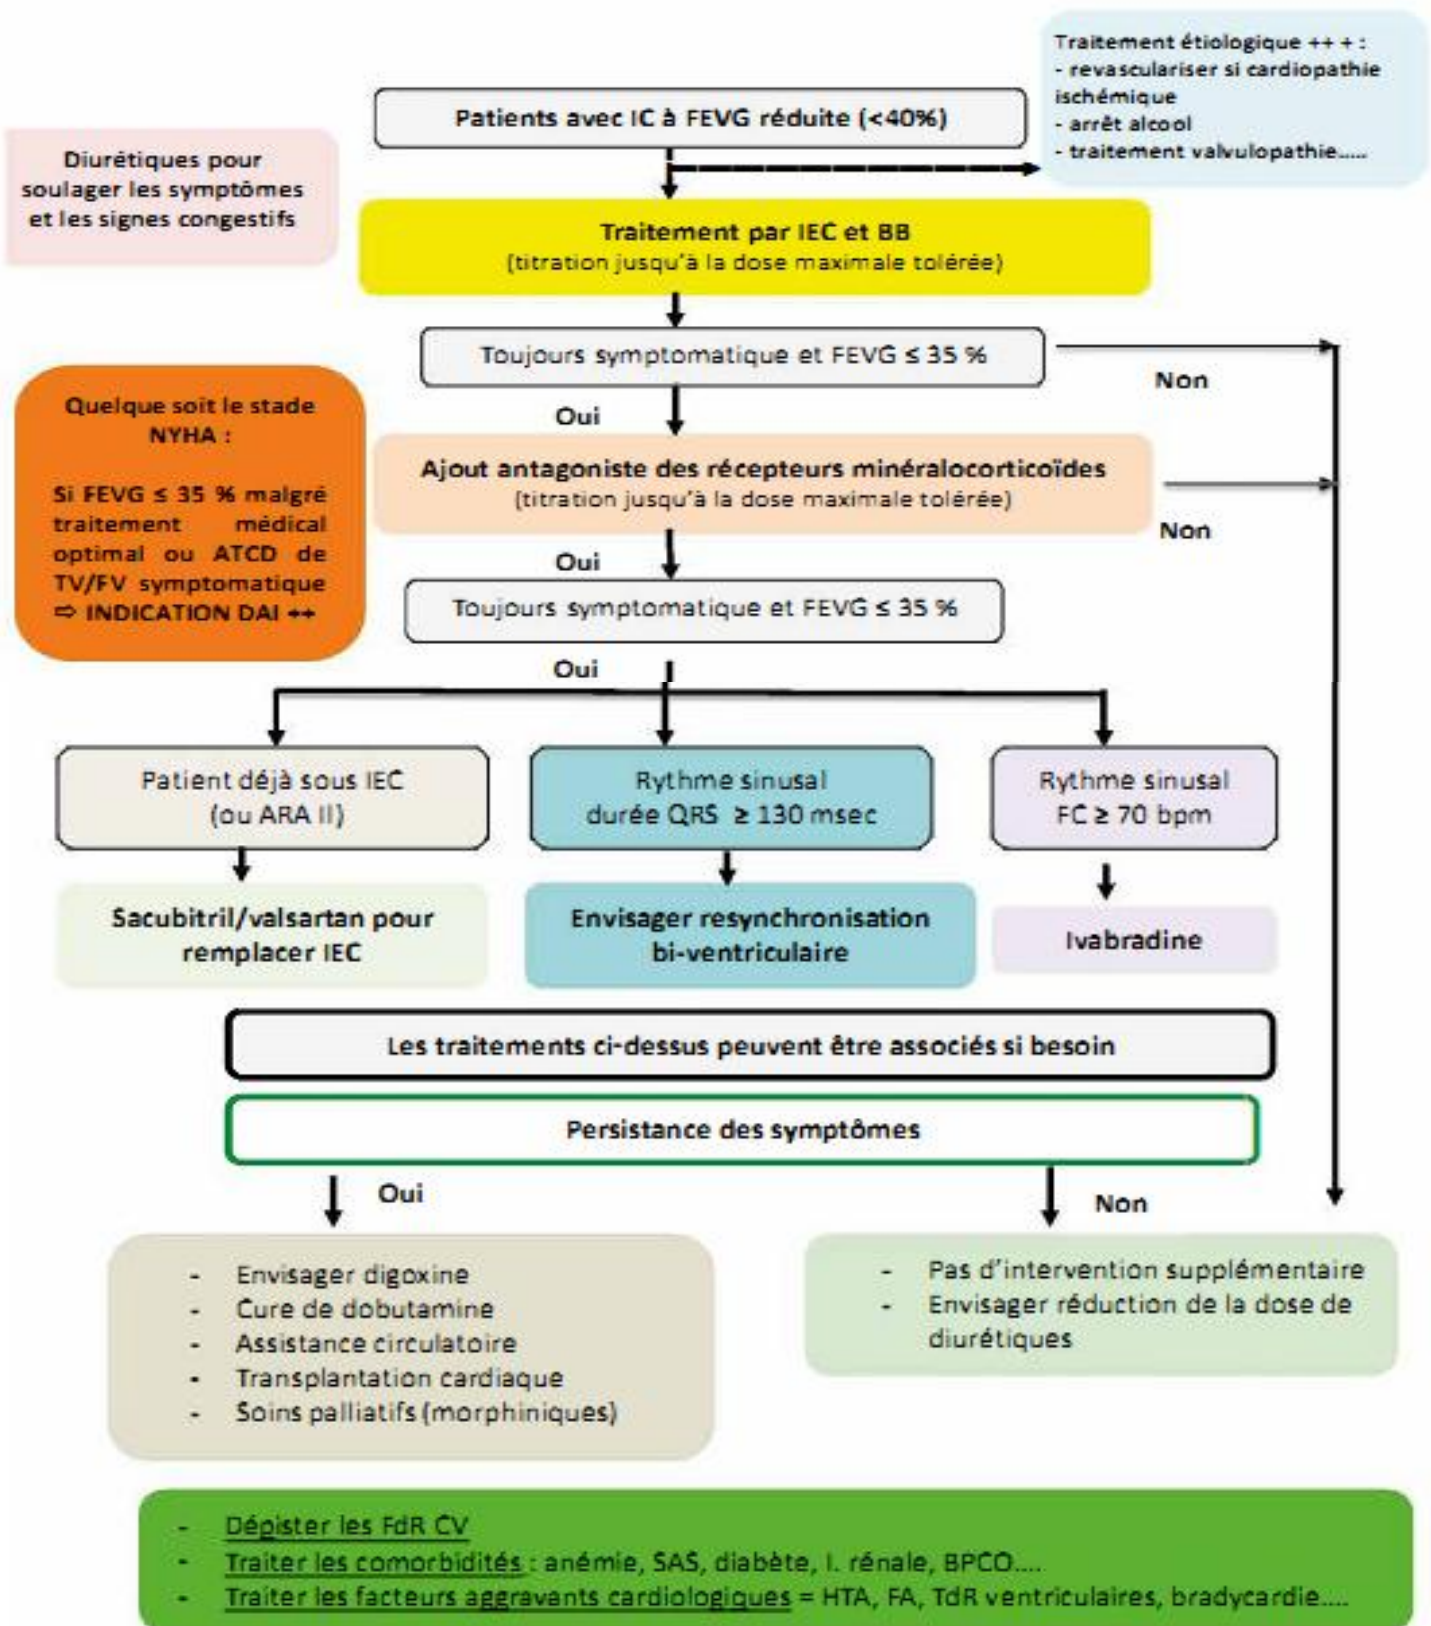 Traitement étiologique ++ + :
- revasculariser si cardiopathie
ischémique
- arrêt alcool
- traitement valvulopathie.....
Patients avec IC à FEVG réduite (<40%)
Diurétiques pour
soulager les symptômes
et les signes congestifs
Traitement par IEC et BB
(titration jusqu'à la dose maximale tolérée)
Toujours symptomatique et FEVG ≤ 35 %
Non
Oui
Quelque soit le stade
NYHA :
Si FEVG ≤ 35 % malgré
traitement médical
optimal ou ATCD de
TV/FV symptomatique
⇨ INDICATION DAI ++
Ajout antagoniste des récepteurs minéralocorticoïdes
(titration jusqu'à la dose maximale tolérée)
Non
Oui
Toujours symptomatique et FEVG ≤ 35 %
Oui
Patient déjà sous IEC
(ou ARA II)
Rythme sinusal
durée QRS ≥ 130 msec
Rythme sinusal
FC ≥ 70 bpm
Sacubitril/valsartan pour
remplacer IEC
Envisager resynchronisation
bi-ventriculaire
Ivabradine
Les traitements ci-dessus peuvent être associés si besoin
Persistance des symptômes
Oui
Non
- Envisager digoxine
- Cure de dobutamine
- Assistance circulatoire
- Transplantation cardiaque
- Soins palliatifs (morphiniques)
- Pas d'intervention supplémentaire
- Envisager réduction de la dose de
diurétiques
- Dépister les FdR CV
- Traiter les comorbidités : anémie, SAS, diabète, I. rénale, BPCO....
- Traiter les facteurs aggravants cardiologiques = HTA, FA, TdR ventriculaires, bradycardie....